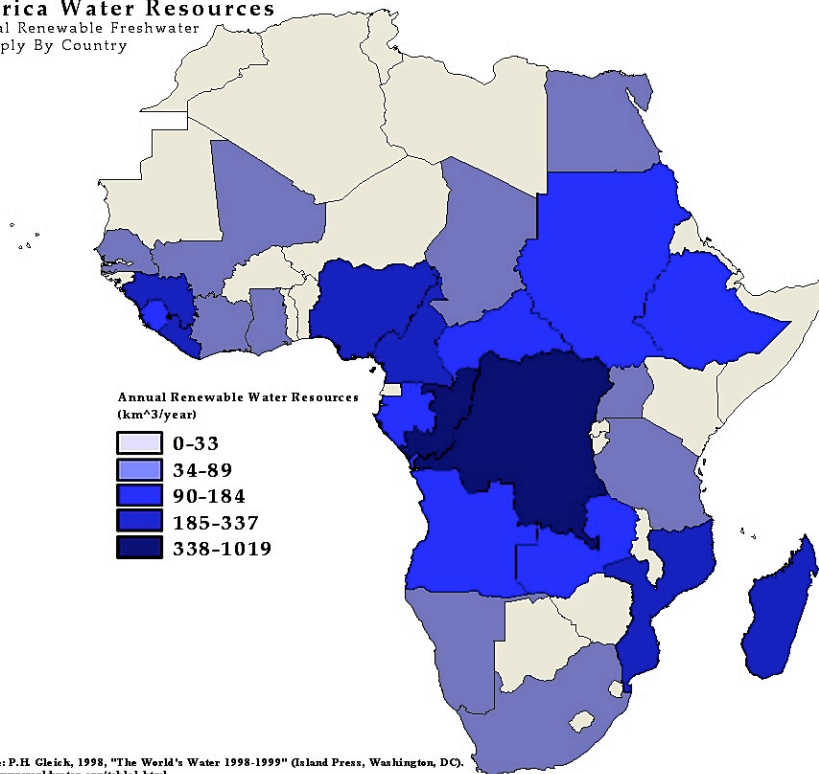 rica Water Resources
al Renewable Freshwater
ply By Country
Annual Renewable Water Resources
(km^3/year)
0-33
34-89
90-184
185-337
338-1019
: P.H. Gleick, 1998, "The World's Water 1998-1999" (Island Press, Washington, DC).